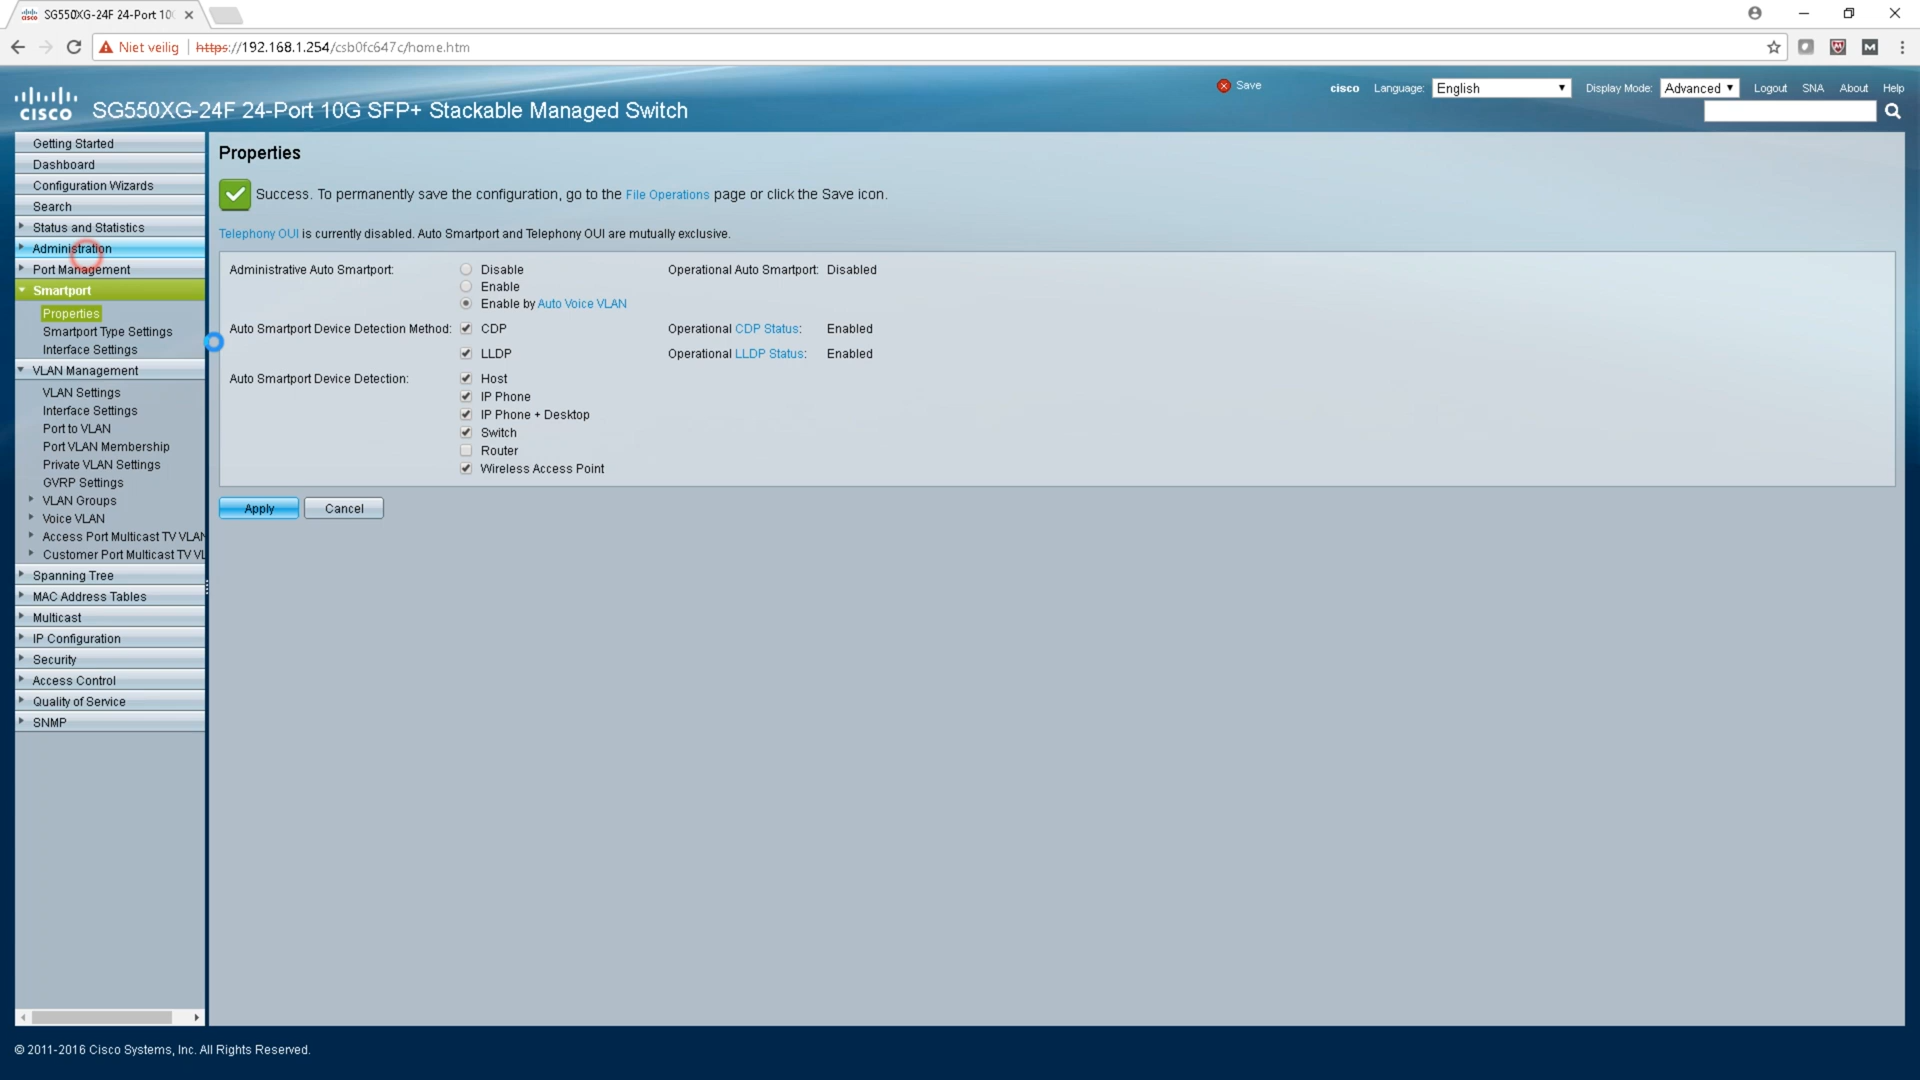 SG550XG-24F 24-Port 10G
Niet veilig https://192.168.1.254/csb0fc647c/home.htm
Save cisco Language: English Display Mode: Advanced Logout SNA About Help
cisco SG550XG-24F 24-Port 10G SFP+ Stackable Managed Switch
Getting Started
Dashboard
Configuration Wizards
Search
Status and Statistics
Administration
Port Management
Smartport
Properties
Smartport Type Settings
Interface Settings
VLAN Management
VLAN Settings
Interface Settings
Port to VLAN
Port VLAN Membership
Private VLAN Settings
GVRP Settings
VLAN Groups
Voice VLAN
Access Port Multicast TV VLAN
Customer Port Multicast TV VL
Spanning Tree
MAC Address Tables
Multicast
IP Configuration
Security
Access Control
Quality of Service
SNMP
Properties
Success. To permanently save the configuration, go to the File Operations page or click the Save icon.
Telephony OUI is currently disabled. Auto Smartport and Telephony OUI are mutually exclusive.
Administrative Auto Smartport: Disable Operational Auto Smartport: Disabled
Enable
Enable by Auto Voice VLAN
Auto Smartport Device Detection Method: CDP Operational CDP Status: Enabled
LLDP Operational LLDP Status: Enabled
Auto Smartport Device Detection: Host
IP Phone
IP Phone + Desktop
Switch
Router
Wireless Access Point
Apply Cancel
© 2011-2016 Cisco Systems, Inc. All Rights Reserved.